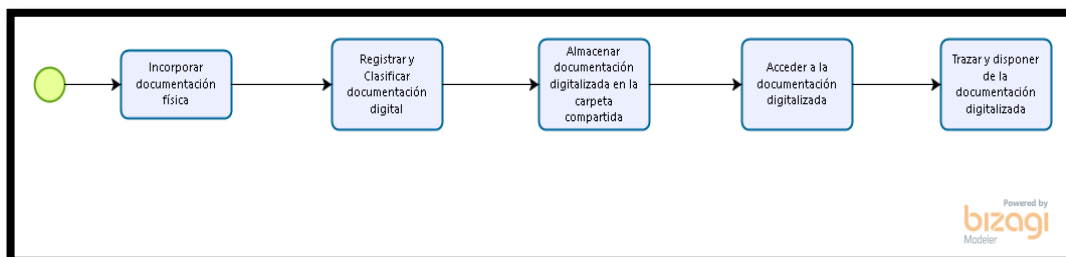 Incorporar
documentación
física
Registrar y
Clasificar
documentación
digital
Almacenar
documentación
digitalizada en la
carpeta
compartida
Acceder a la
documentación
digitalizada
Trazar y disponer
de la
documentación
digitalizada
Powered by
bizagi
Modeler